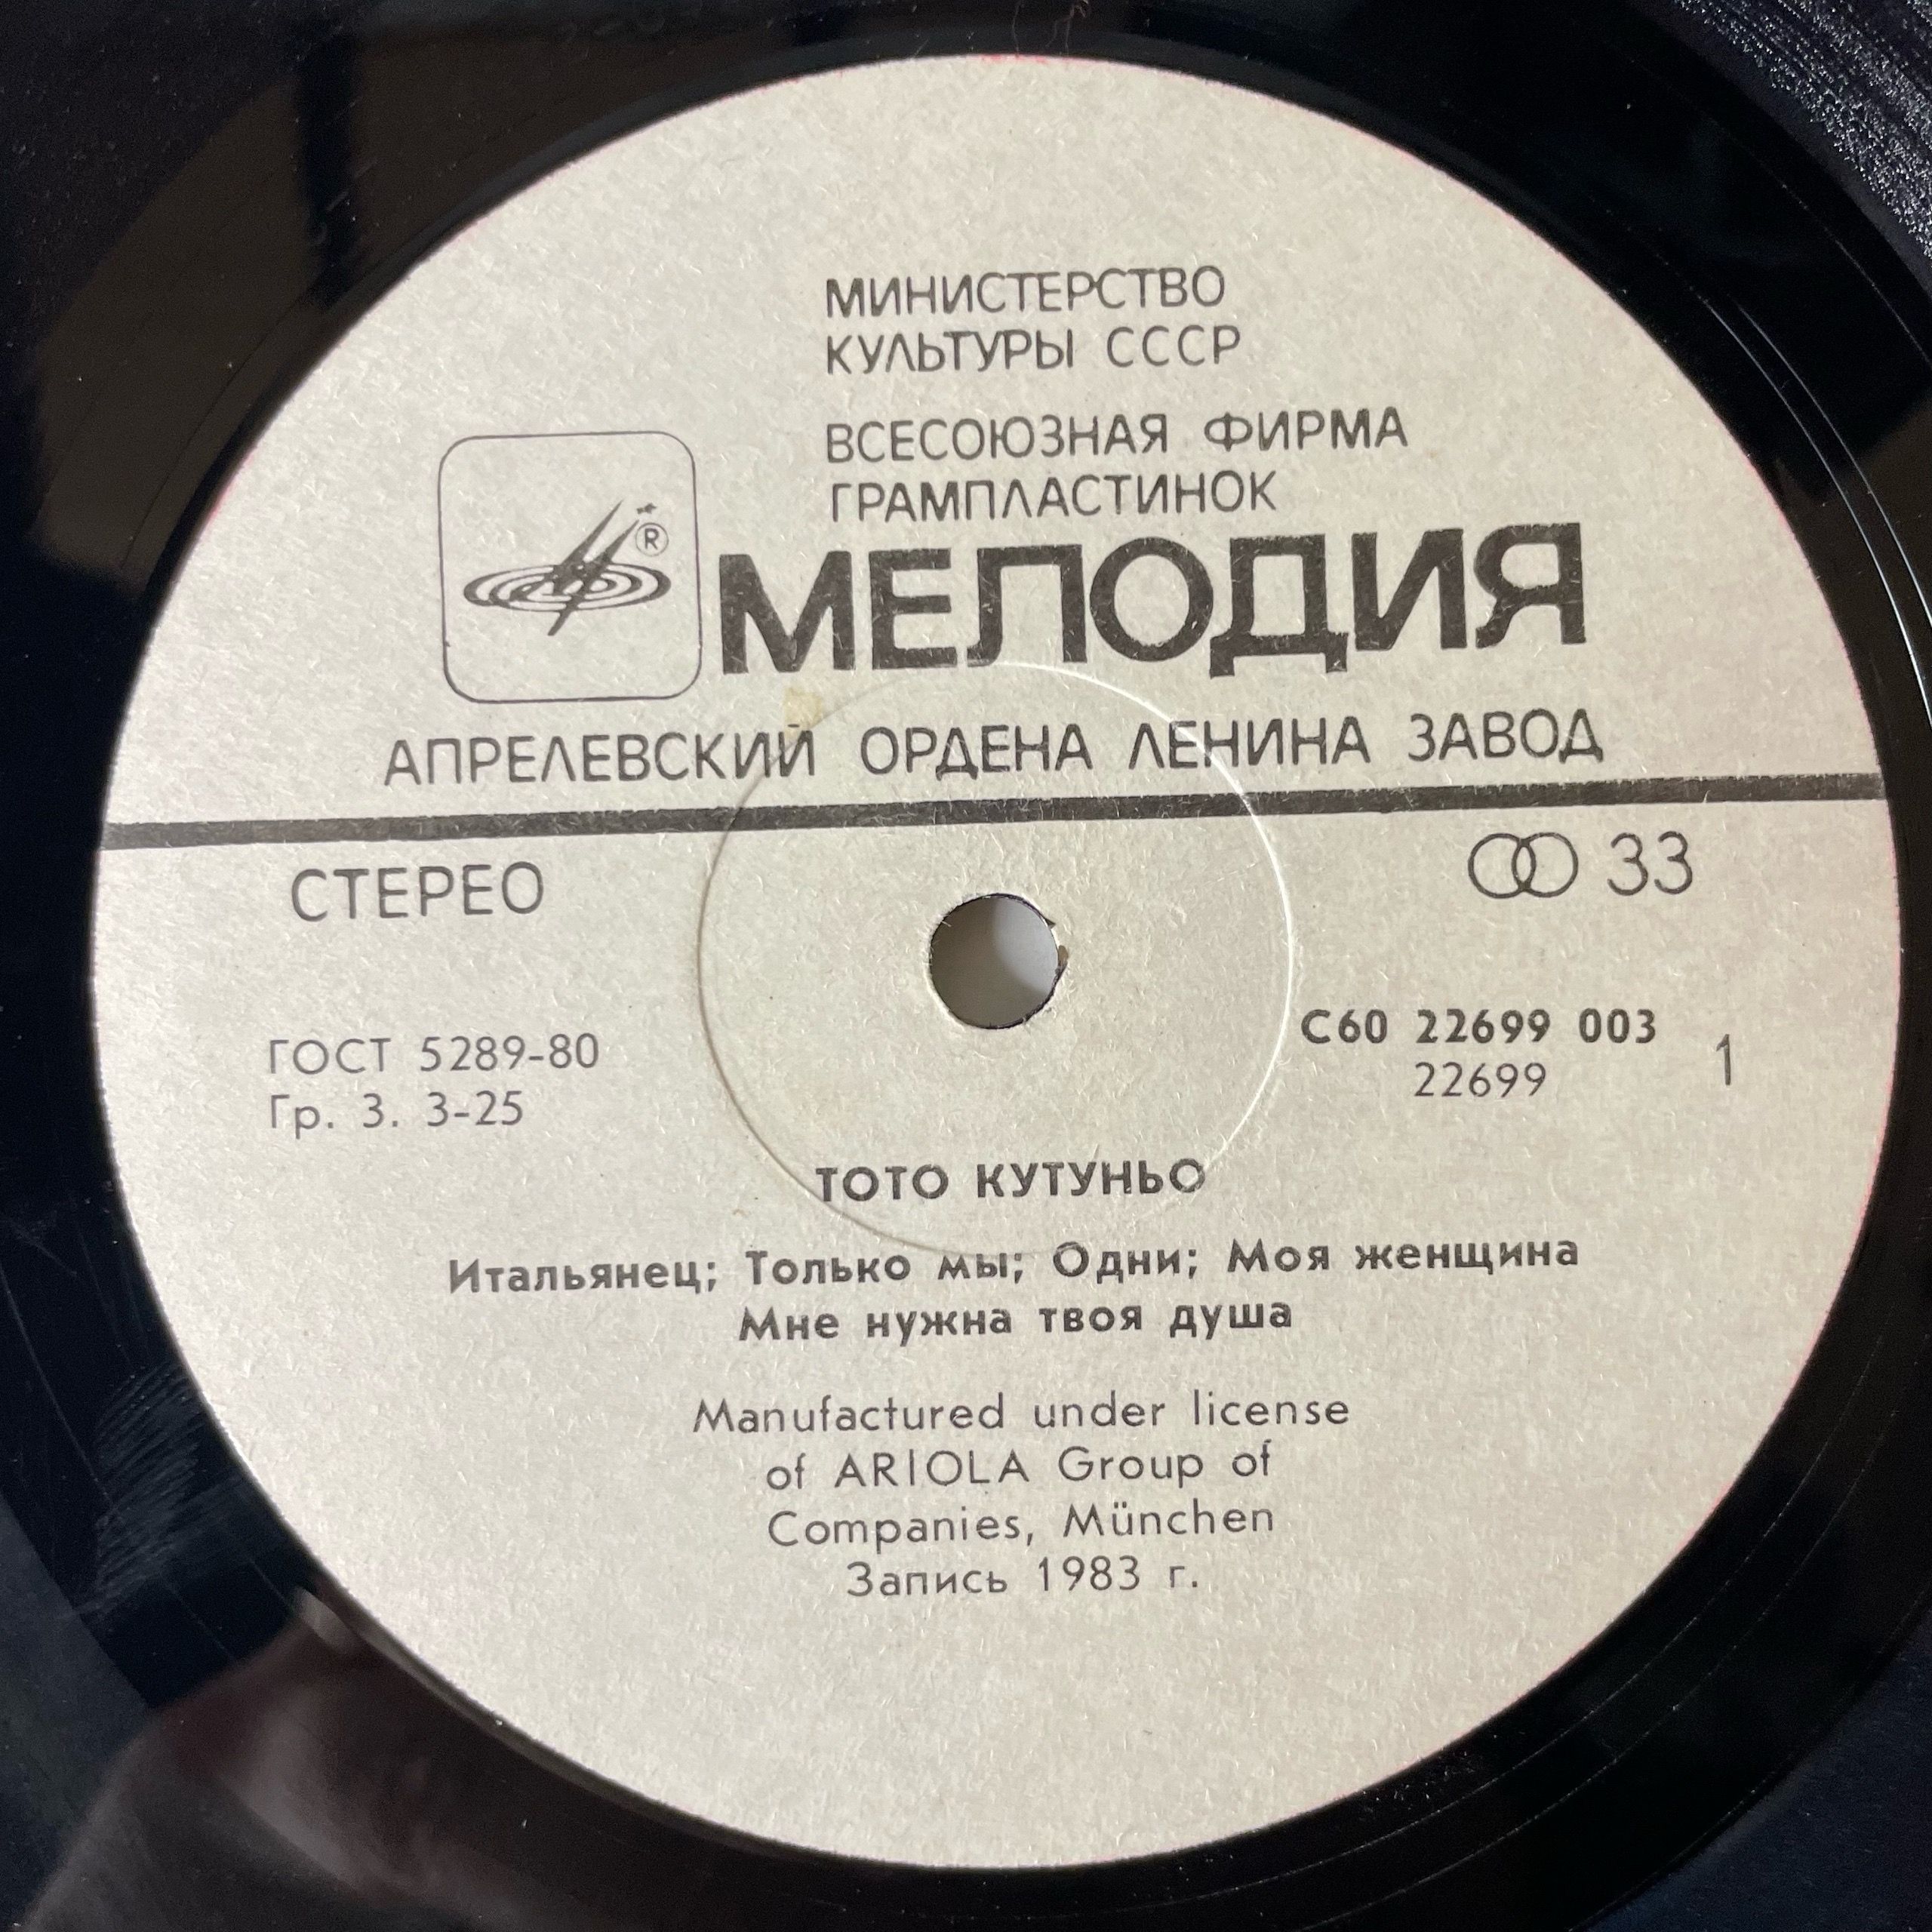 МИНИСТЕРСТВО
КУЛЬТУРЫ СССР
ВСЕСОЮЗНАЯ ФИРМА
ГРАМПЛАСТИНОК
®
МЕЛОДИЯ
АПРЕЛЕВСКИЙ ОРДЕНА ЛЕНИНА ЗАВОД
СТЕРЕО
33
ГОСТ 5289-80
Гр. 3. 3-25
С60 22699 003
22699
1
ТОТО КУТУНЬО
Итальянец; Только мы; Одни; Моя женщина
Мне нужна твоя душа
Manufactured under license
of ARIOLA Group of
Companies, München
Запись 1983 г.